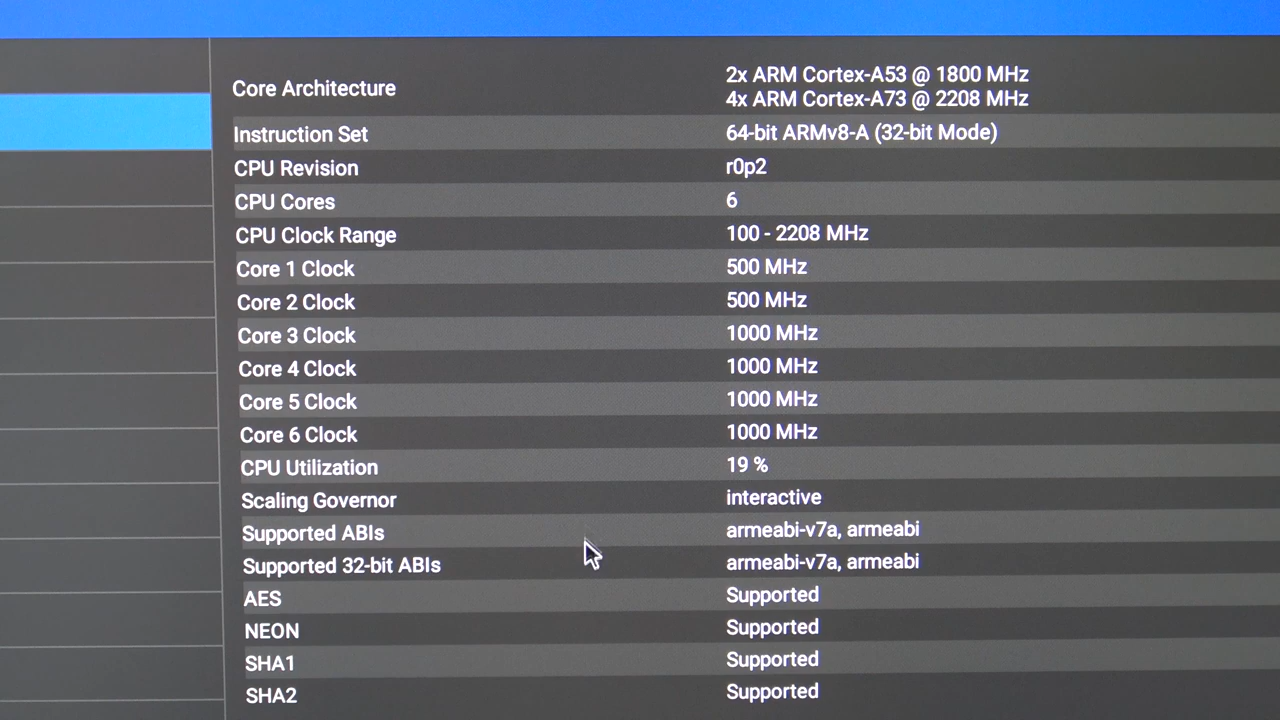 Core Architecture 2x ARM Cortex-A53 @ 1800 MHz
4x ARM Cortex-A73 @ 2208 MHz
Instruction Set 64-bit ARMv8-A (32-bit Mode)
CPU Revision r0p2
CPU Cores 6
CPU Clock Range 100 - 2208 MHz
Core 1 Clock 500 MHz
Core 2 Clock 500 MHz
Core 3 Clock 1000 MHz
Core 4 Clock 1000 MHz
Core 5 Clock 1000 MHz
Core 6 Clock 1000 MHz
CPU Utilization 19 %
Scaling Governor interactive
Supported ABIs armeabi-v7a, armeabi
Supported 32-bit ABIs armeabi-v7a, armeabi
AES Supported
NEON Supported
SHA1 Supported
SHA2 Supported